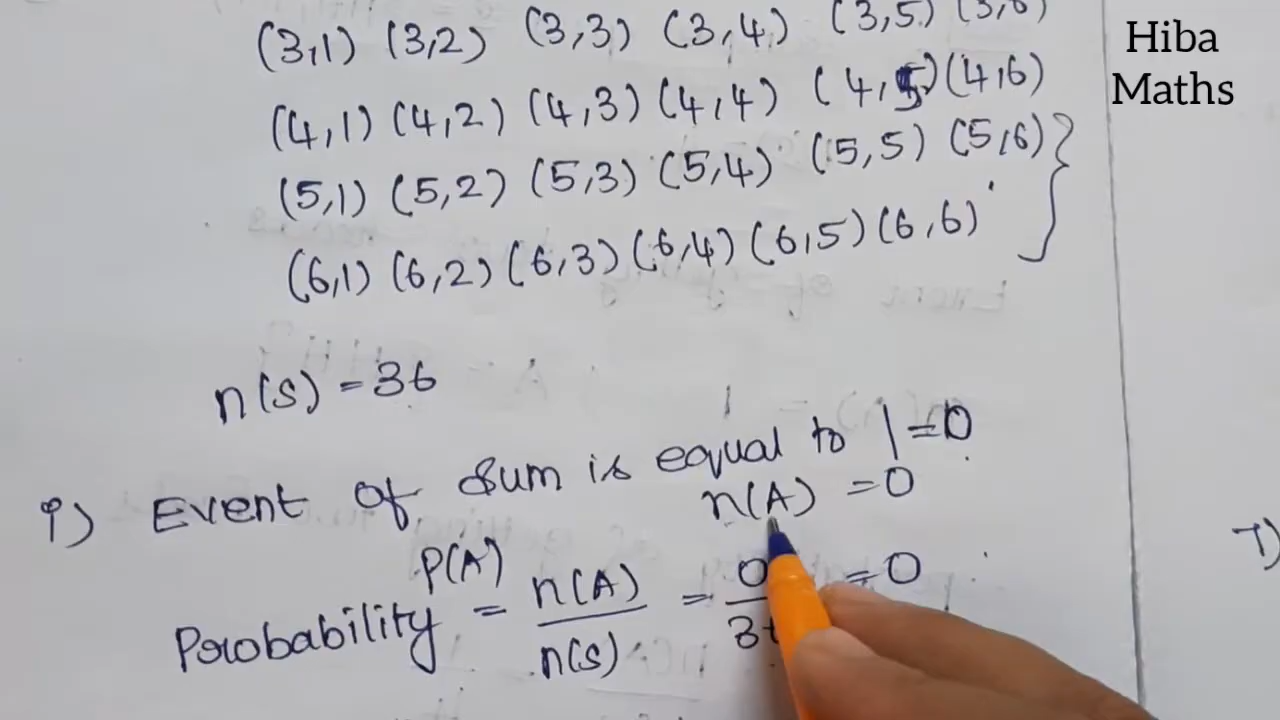 (3,1) (3,2) (3,3) (3,4) (3,5) (3,6)
(4,1) (4,2) (4,3) (4,4) (4,5) (4,6)
(5,1) (5,2) (5,3) (5,4) (5,5) (5,6)
(6,1) (6,2) (6,3) (6,4) (6,5) (6,6) }
n(S) = 36
i) Event of sum is equal to 1 = 0
n(A) = 0
P(A)
Probability = n(A)/n(S) = 0/36 = 0
Hiba
Maths